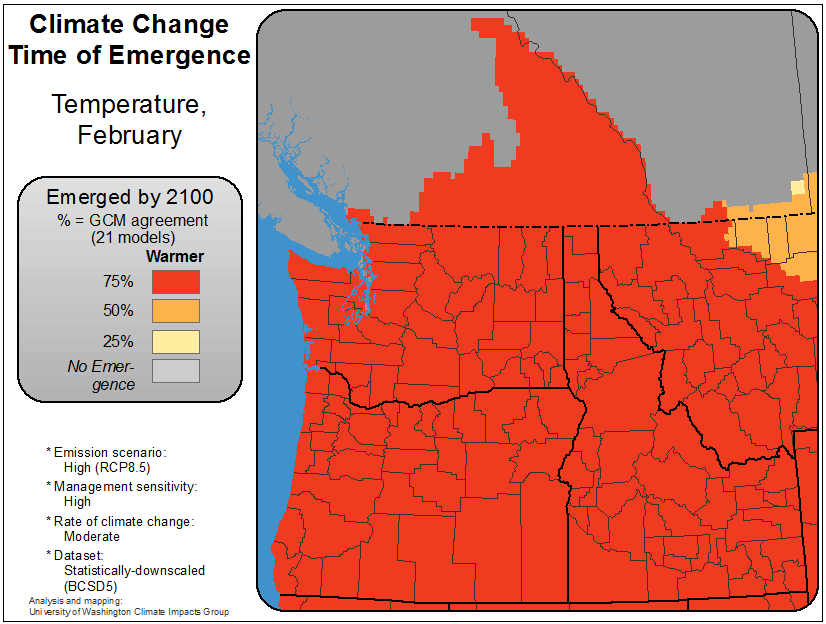 Climate Change
Time of Emergence
Temperature,
February
Emerged by 2100
% = GCM agreement
(21 models)
Warmer
75%
50%
25%
No Emer-
gence
* Emission scenario:
High (RCP8.5)
* Management sensitivity:
High
* Rate of climate change:
Moderate
* Dataset:
Statistically-downscaled
(BCSD5)
Analysis and mapping:
University of Washington Climate Impacts Group